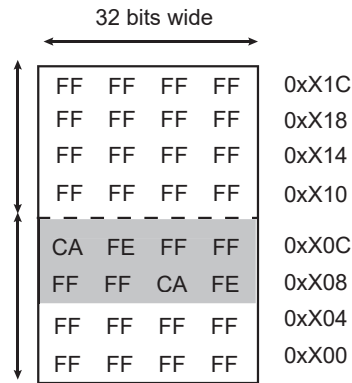 32 bits wide
FF FF FF FF 0xX1C
FF FF FF FF 0xX18
FF FF FF FF 0xX14
FF FF FF FF 0xX10
CA FE FF FF 0xX0C
FF FF CA FE 0xX08
FF FF FF FF 0xX04
FF FF FF FF 0xX00